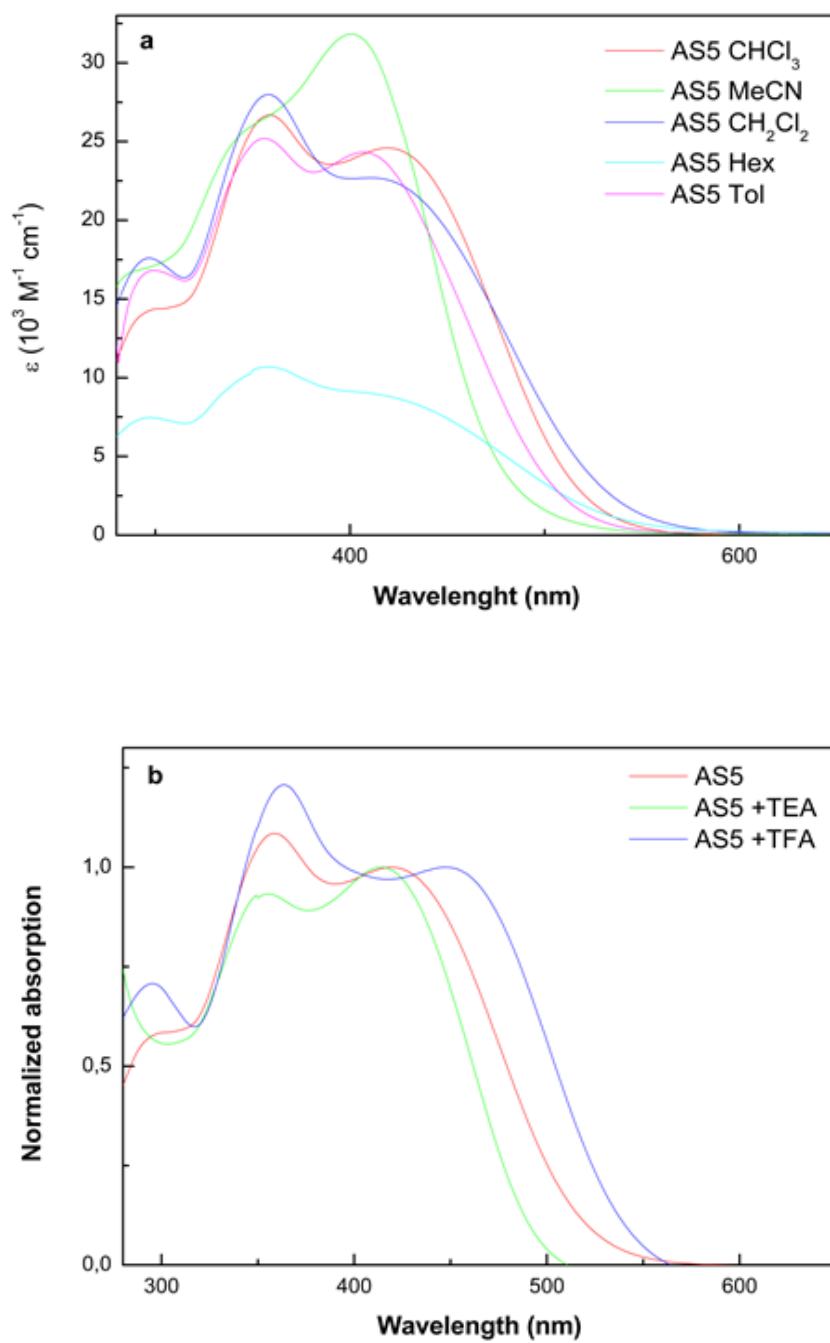 a
AS5 CHCl₃
AS5 MeCN
AS5 CH₂Cl₂
AS5 Hex
AS5 Tol
30
25
20
15
10
5
0
ε (10³ M⁻¹ cm⁻¹)
400
600
Wavelenght (nm)
b
AS5
AS5 +TEA
AS5 +TFA
1,0
0,5
0,0
Normalized absorption
300
400
500
600
Wavelength (nm)